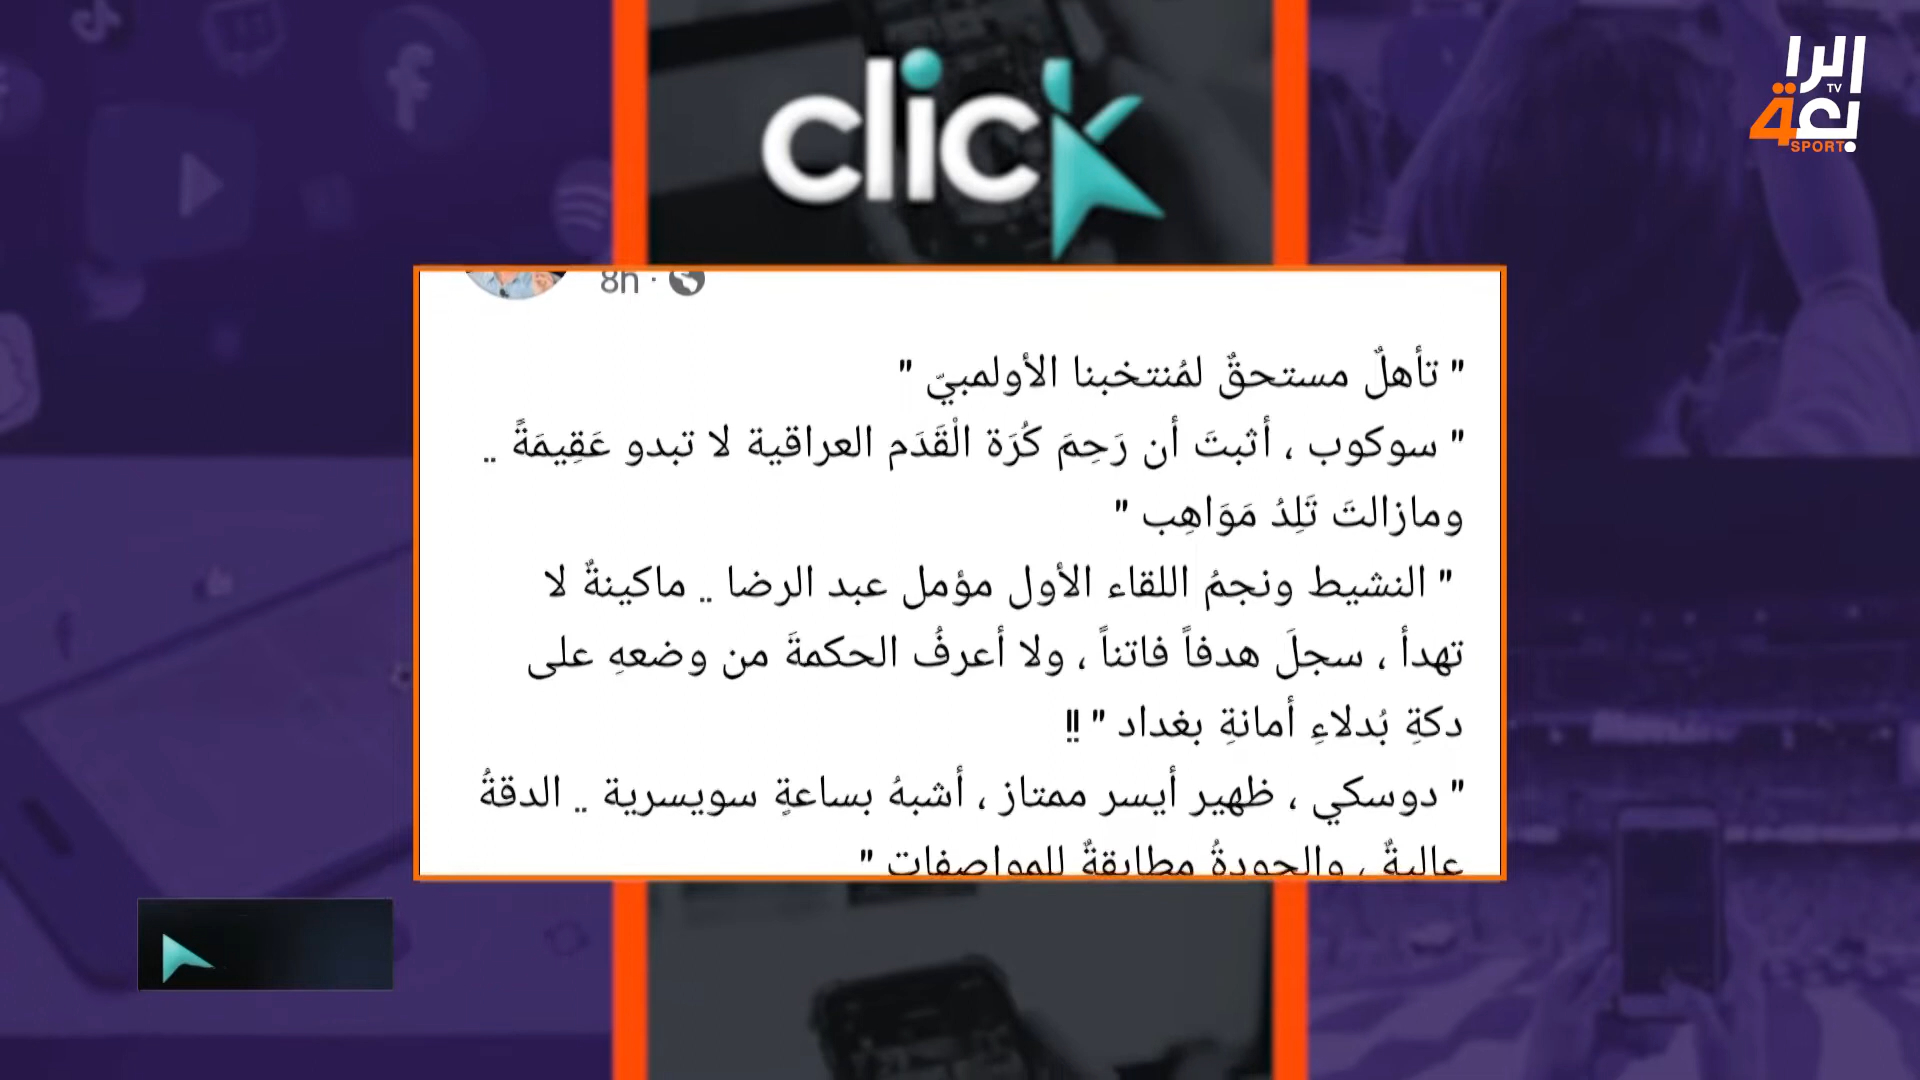 click
الرا
TV
بعة
4
SPORT
8h ·
" تأهلٌ مستحقٌ لمُنتخبنا الأولمبيّ "
" سوكوب ، أثبتَ أن رَحِمَ كُرَة الْقَدَم العراقية لا تبدو عَقِيمَةً ..
ومازالتَ تَلِدُ مَوَاهِب "
" النشيط ونجمُ اللقاء الأول مؤمل عبد الرضا .. ماكينةٌ لا
تهدأ ، سجلَ هدفاً فاتناً ، ولا أعرفُ الحكمةَ من وضعهِ على
دكةِ بُدلاءِ أمانةِ بغداد " !!
" دوسكي ، ظهير أيسر ممتاز ، أشبهُ بساعةٍ سويسرية .. الدقةُ
عاليةٌ ، والجودةُ مطابقةٌ للمواصفات "